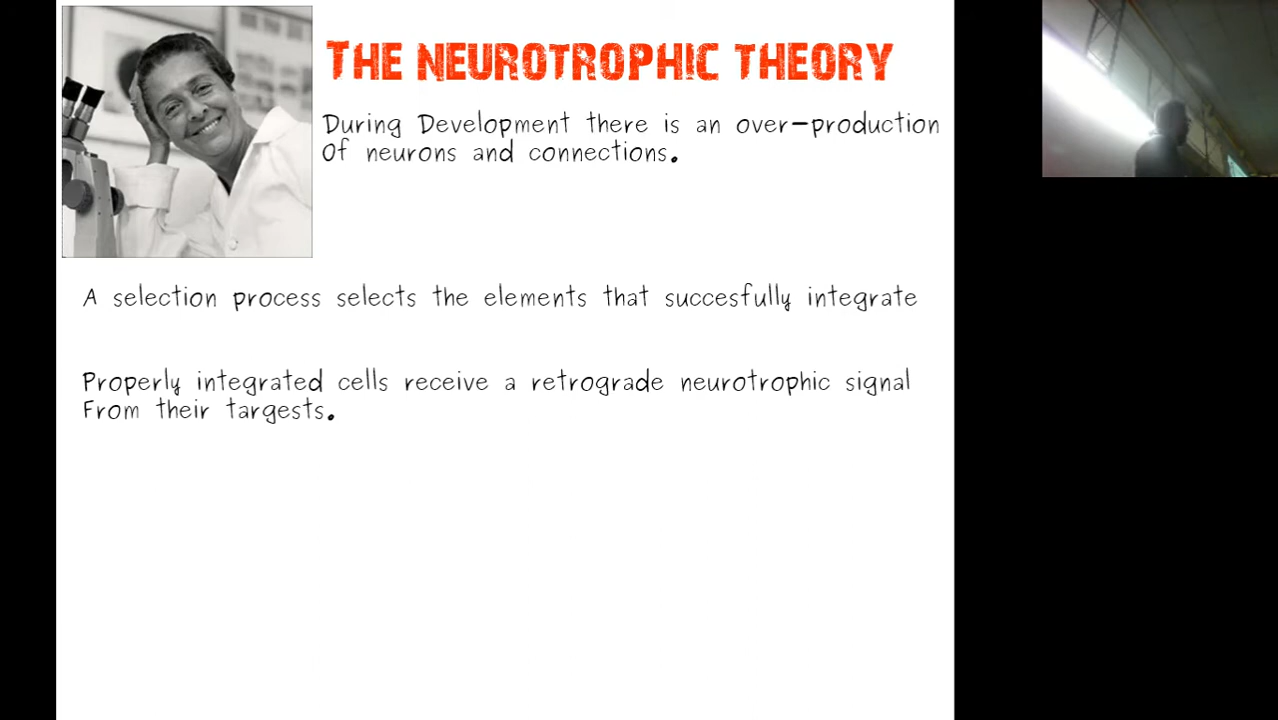 THE NEUROTROPHIC THEORY
During Development there is an over-production
Of neurons and connections.
A selection process selects the elements that succesfully integrate
Properly integrated cells receive a retrograde neurotrophic signal
From their targests.